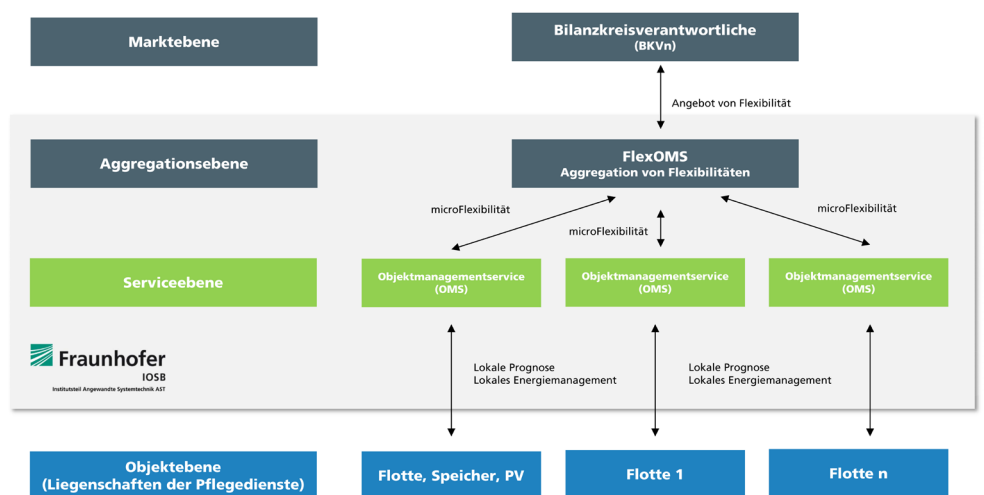 Marktebene
Bilanzkreisverantwortliche
(BKVn)
Angebot von Flexibilität
Aggregationsebene
FlexOMS
Aggregation von Flexibilitäten
microFlexibilität
microFlexibilität
microFlexibilität
Serviceebene
Objektmanagementservice
(OMS)
Objektmanagementservice
(OMS)
Objektmanagementservice
(OMS)
Fraunhofer
IOSB
Institutsteil Angewandte Systemtechnik AST
Lokale Prognose
Lokales Energiemanagement
Lokale Prognose
Lokales Energiemanagement
Objektebene
(Liegenschaften der Pflegedienste)
Flotte, Speicher, PV
Flotte 1
Flotte n